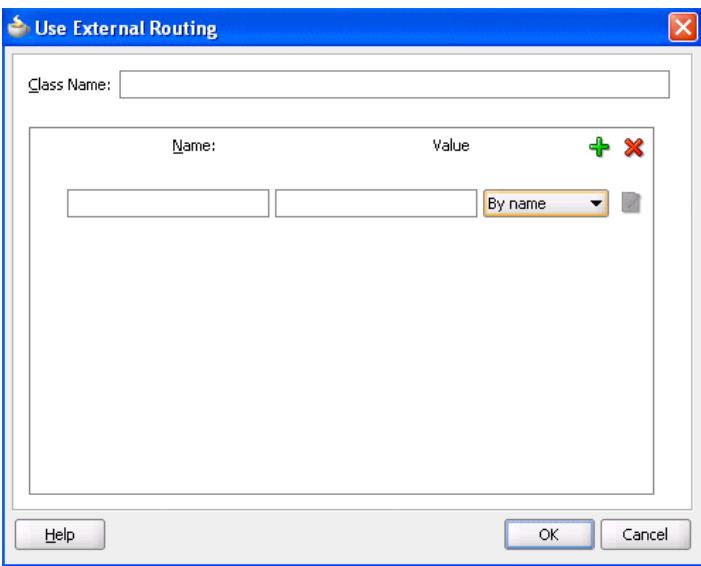 Use External Routing
Class Name:
Name: Value
By name
Help OK Cancel